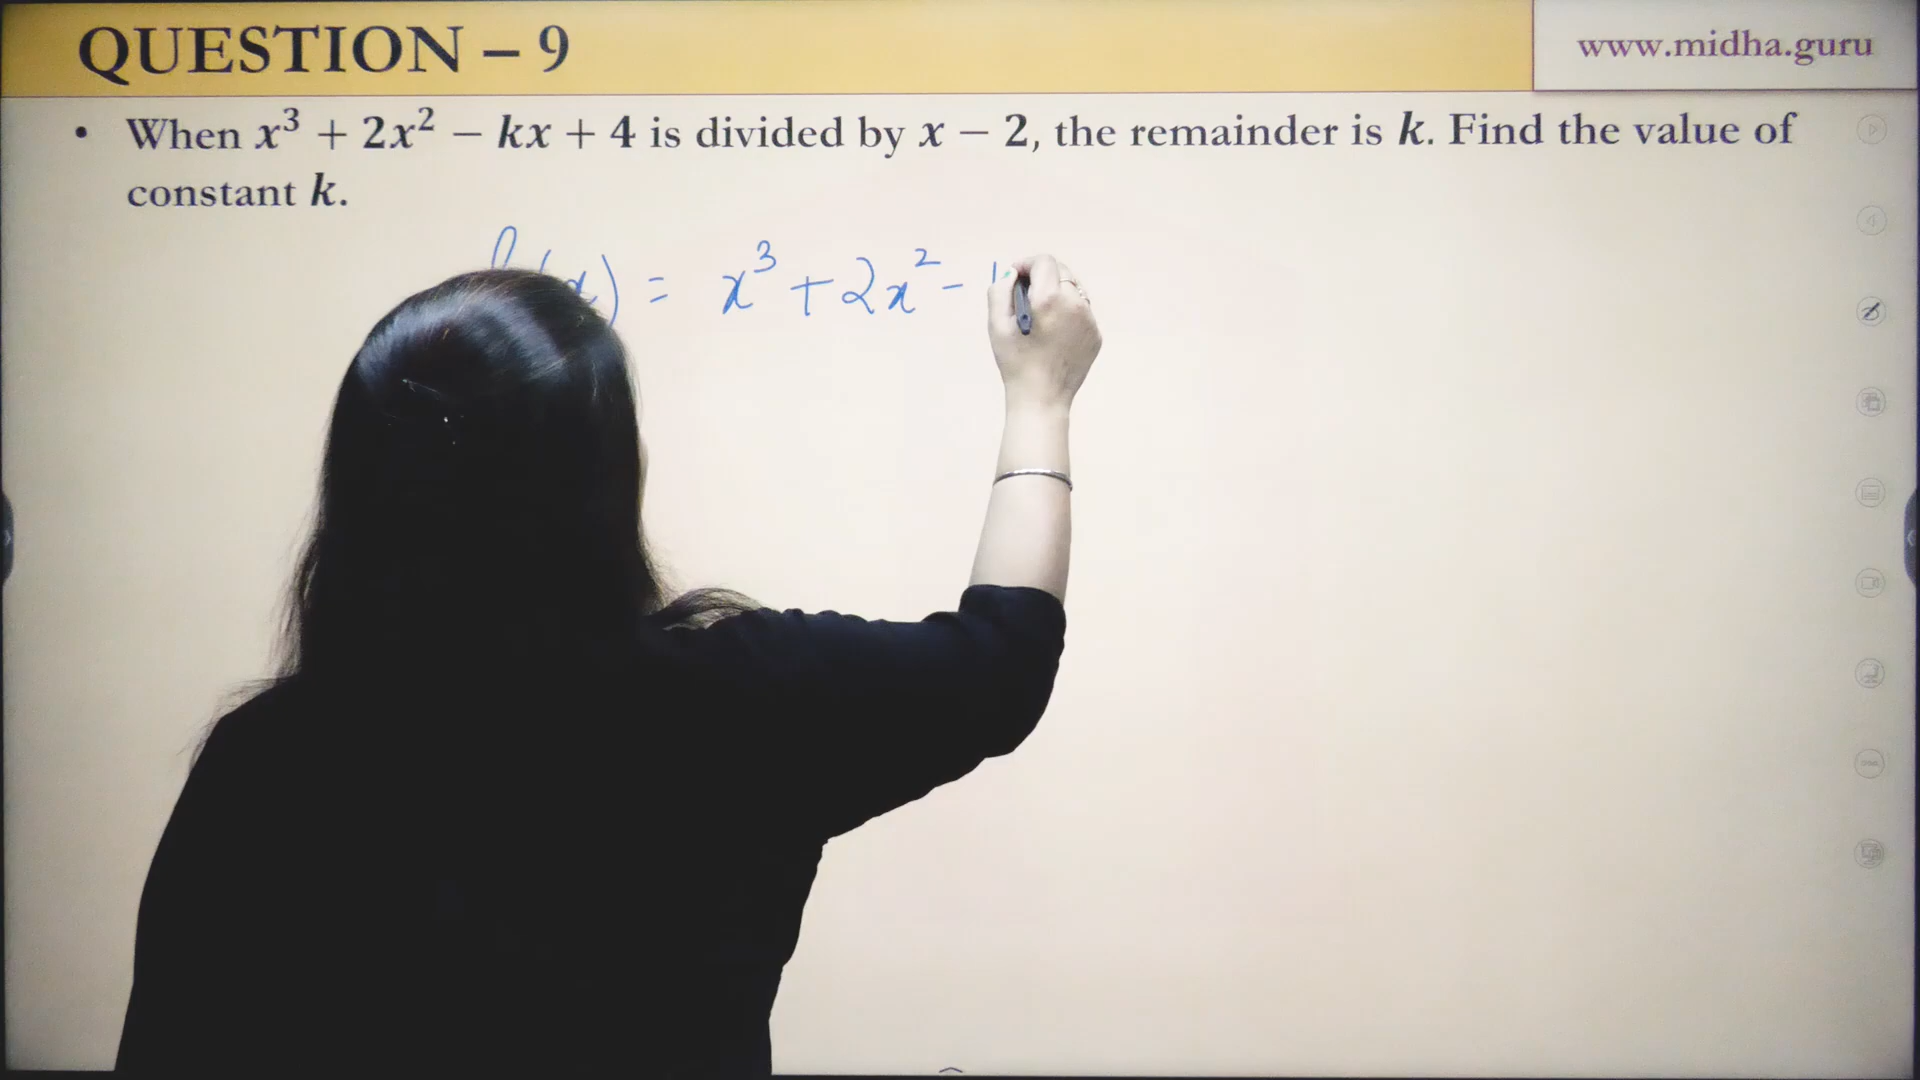 QUESTION – 9
www.midha.guru
• When x³ + 2x² − kx + 4 is divided by x − 2, the remainder is k. Find the value of
constant k.
f(x) = x³ + 2x² -